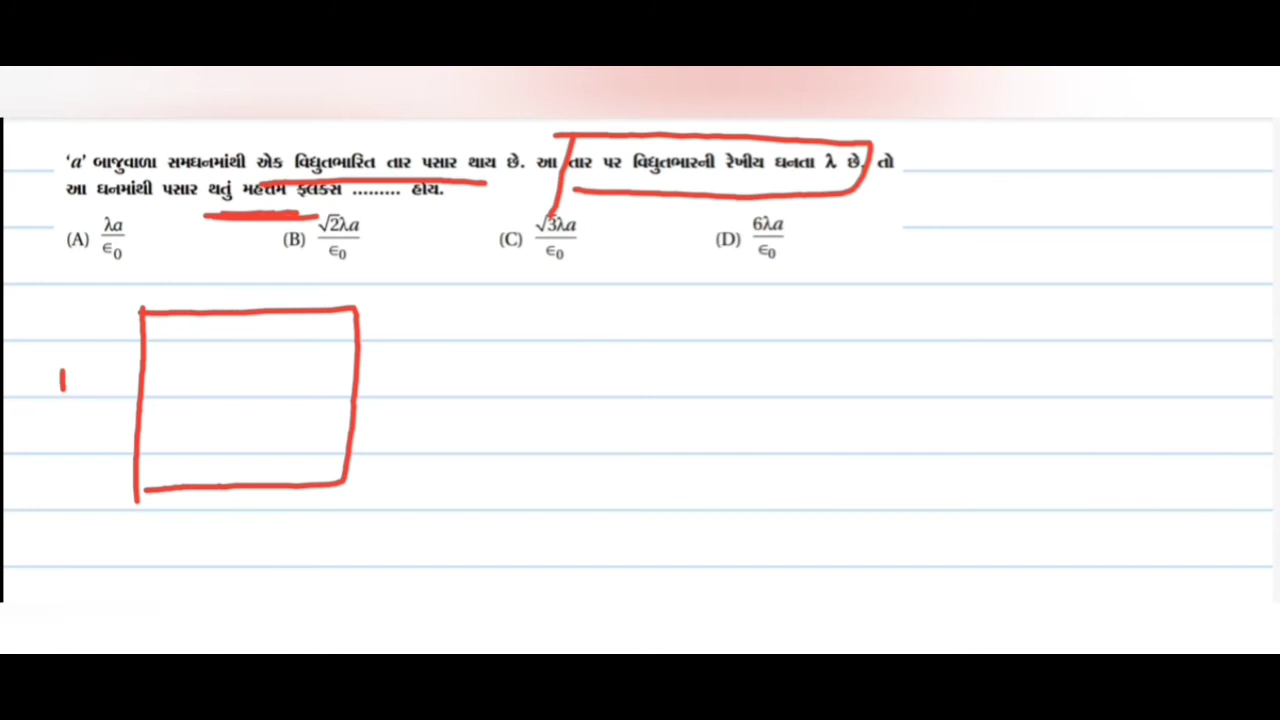 'a' બાજુવાળા સમઘનમાંથી એક વિદ્યુતભારિત તાર પસાર થાય છે. આ તાર પર વિદ્યુતભારની રેખીય ઘનતા λ છે. તો
આ ઘનમાંથી પસાર થતું મહત્તમ ફ્લક્સ ......... હોય.
(A) λa/∈0 (B) √2λa/∈0 (C) √3λa/∈0 (D) 6λa/∈0